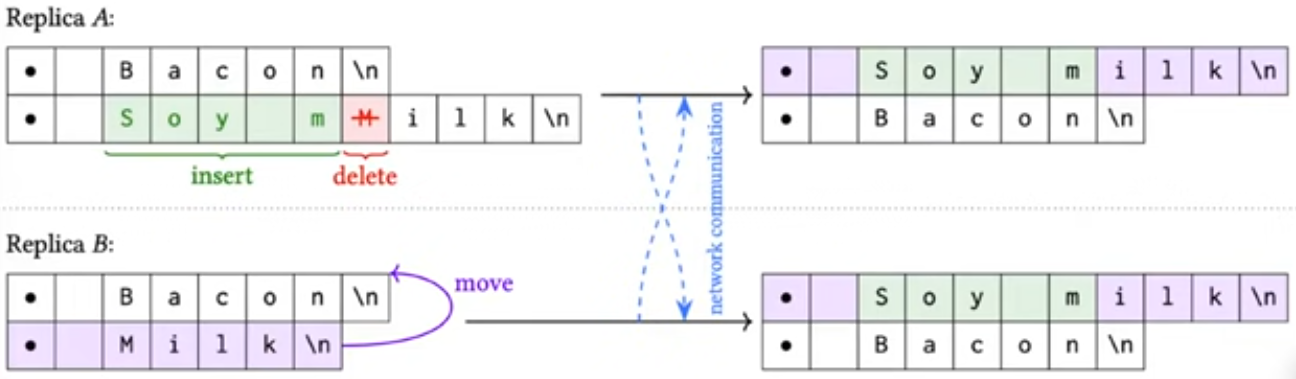 Replica A:
• B a c o n \n
• S o y m M i l k \n
insert delete
• S o y m i l k \n
• B a c o n \n
network communication
Replica B:
• B a c o n \n
• M i l k \n
move
• S o y m i l k \n
• B a c o n \n